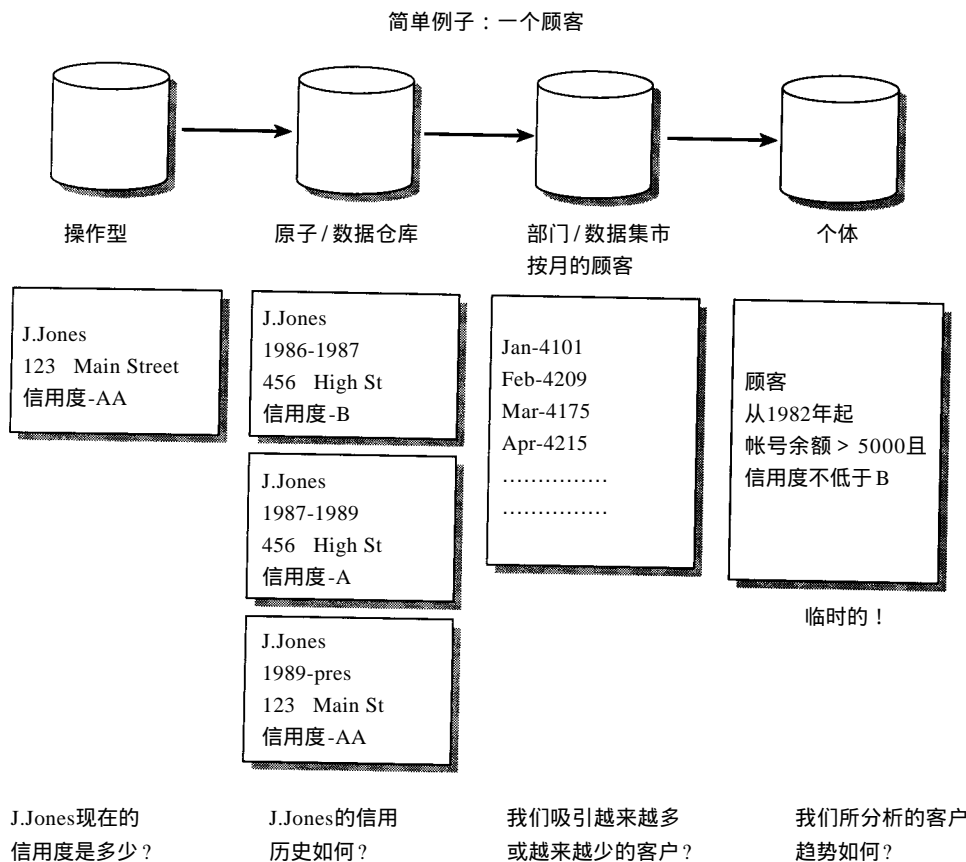 简单例子：一个顾客
操作型
原子/数据仓库
部门/数据集市
按月的顾客
个体
J.Jones
123 Main Street
信用度-AA
J.Jones
1986-1987
456 High St
信用度-B
J.Jones
1987-1989
456 High St
信用度-A
J.Jones
1989-pres
123 Main St
信用度-AA
Jan-4101
Feb-4209
Mar-4175
Apr-4215
……………
……………
顾客
从1982年起
帐号余额 > 5000且
信用度不低于B
临时的！
J.Jones现在的
信用度是多少？
J.Jones的信用
历史如何？
我们吸引越来越多
或越来越少的客户？
我们所分析的客户
趋势如何？